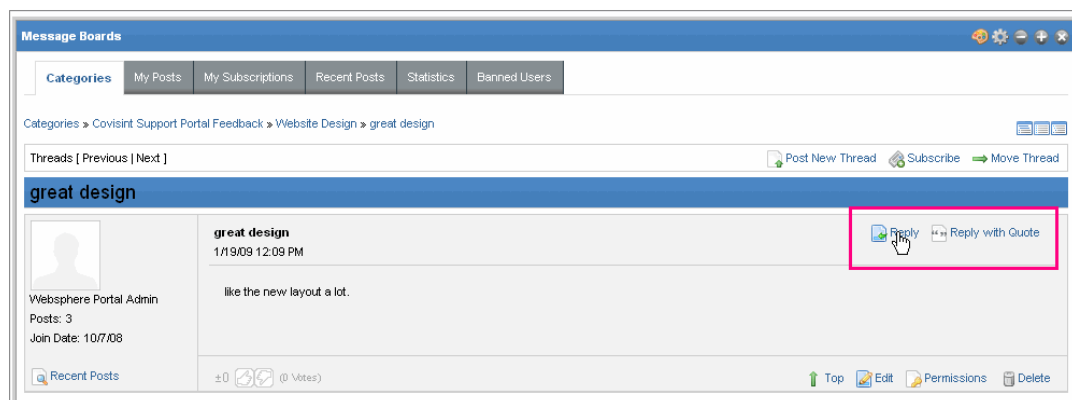 Message Boards
Categories My Posts My Subscriptions Recent Posts Statistics Banned Users
Categories » Covisint Support Portal Feedback » Website Design » great design
Threads [ Previous | Next ] Post New Thread Subscribe Move Thread
great design
great design Reply Reply with Quote
1/19/09 12:09 PM
like the new layout a lot.
Websphere Portal Admin
Posts: 3
Join Date: 10/7/08
Recent Posts ±0 (0 Votes) Top Edit Permissions Delete